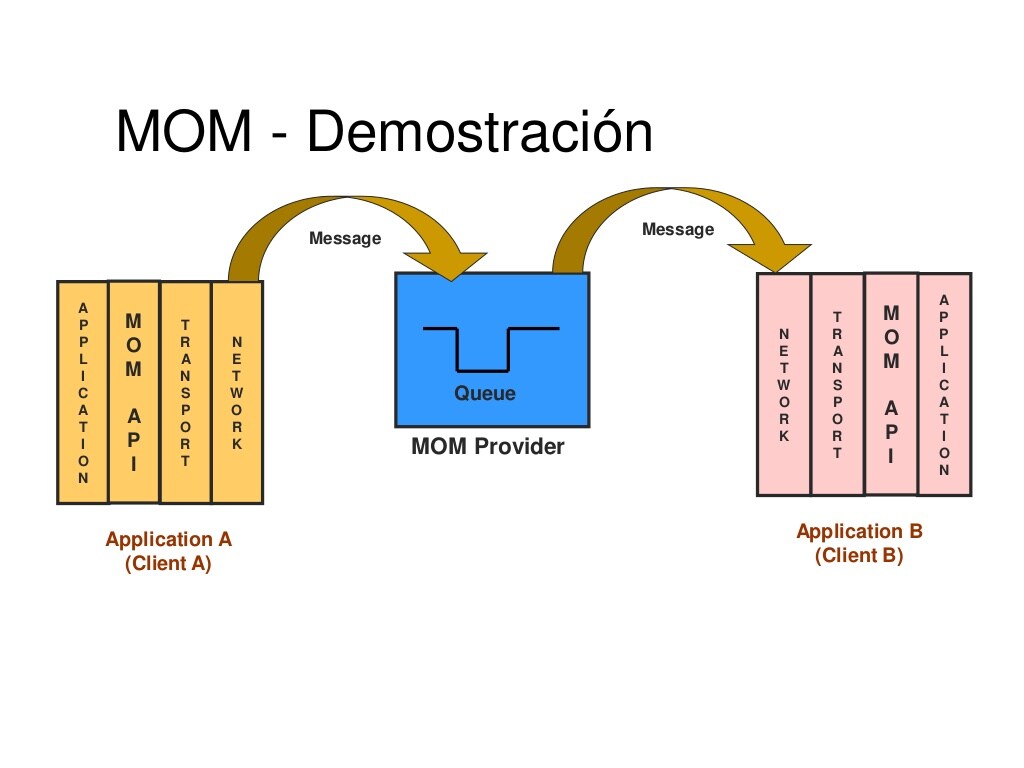 MOM - Demostración
Message
Message
APPLICATION
MOM API
TRANSPORT
NETWORK
Queue
MOM Provider
NETWORK
TRANSPORT
MOM API
APPLICATION
Application A
(Client A)
Application B
(Client B)